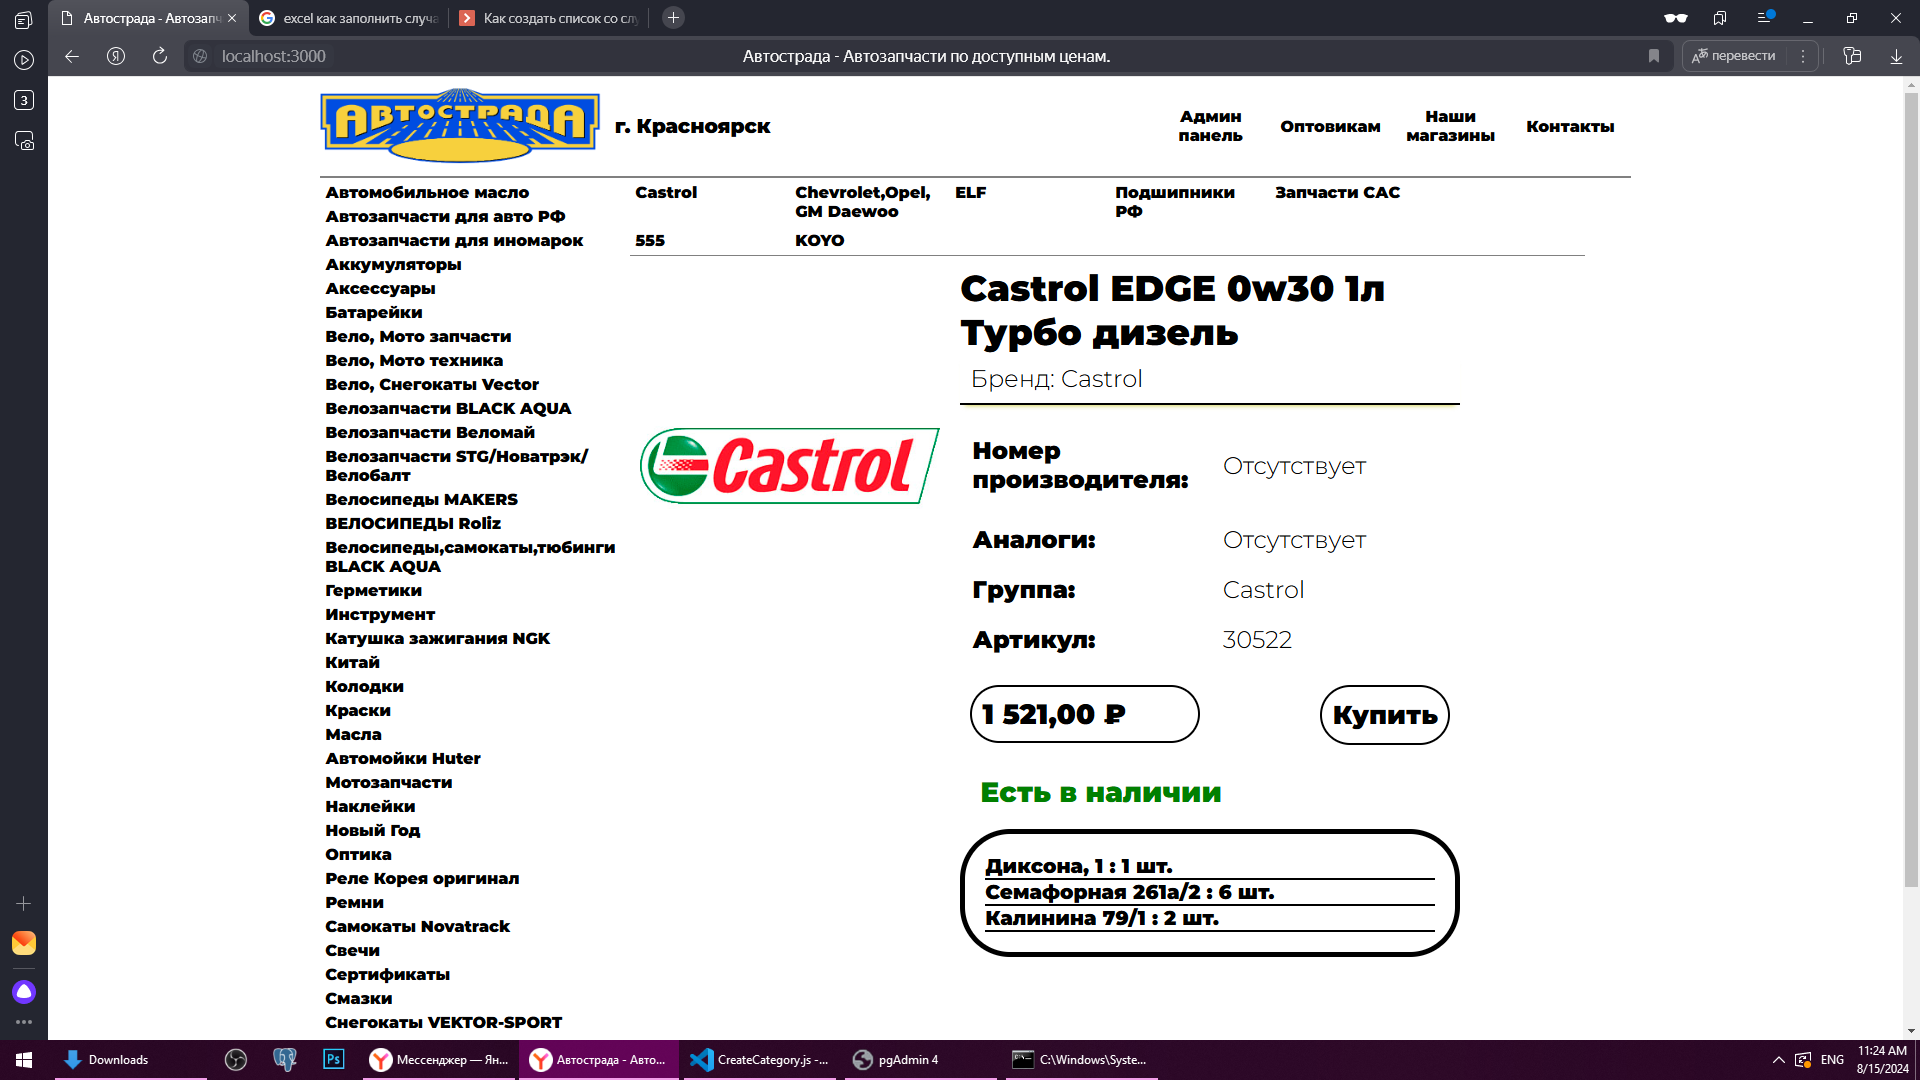 Автострада - Автозапч
excel как заполнить случа
Как создать список со слу
localhost:3000
Автострада - Автозапчасти по доступным ценам.
перевести
3
АВТОСТРАДА
г. Красноярск
Админ
панель
Оптовикам
Наши
магазины
Контакты
Автомобильное масло
Автозапчасти для авто РФ
Автозапчасти для иномарок
Аккумуляторы
Аксессуары
Батарейки
Вело, Мото запчасти
Вело, Мото техника
Вело, Снегокаты Vector
Велозапчасти BLACK AQUA
Велозапчасти Веломай
Велозапчасти STG/Новатрэк/
Велобалт
Велосипеды MAKERS
ВЕЛОСИПЕДЫ Roliz
Велосипеды,самокаты,тюбинги
BLACK AQUA
Герметики
Инструмент
Катушка зажигания NGK
Китай
Колодки
Краски
Масла
Автомойки Huter
Мотозапчасти
Наклейки
Новый Год
Оптика
Реле Корея оригинал
Ремни
Самокаты Novatrack
Свечи
Сертификаты
Смазки
Снегокаты VEKTOR-SPORT
Castrol
Chevrolet,Opel,
GM Daewoo
ELF
Подшипники
РФ
Запчасти САС
555
KOYO
Castrol
Castrol EDGE 0w30 1л
Турбо дизель
Бренд: Castrol
Номер
производителя:
Отсутствует
Аналоги:
Отсутствует
Группа:
Castrol
Артикул:
30522
1 521,00 ₽
Купить
Есть в наличии
Диксона, 1 : 1 шт.
Семафорная 261а/2 : 6 шт.
Калинина 79/1 : 2 шт.
Downloads
Ps
Мессенджер — Ян...
Автострада - Авто...
CreateCategory.js -...
pgAdmin 4
C:\Windows\Syste...
ENG
11:24 AM
8/15/2024